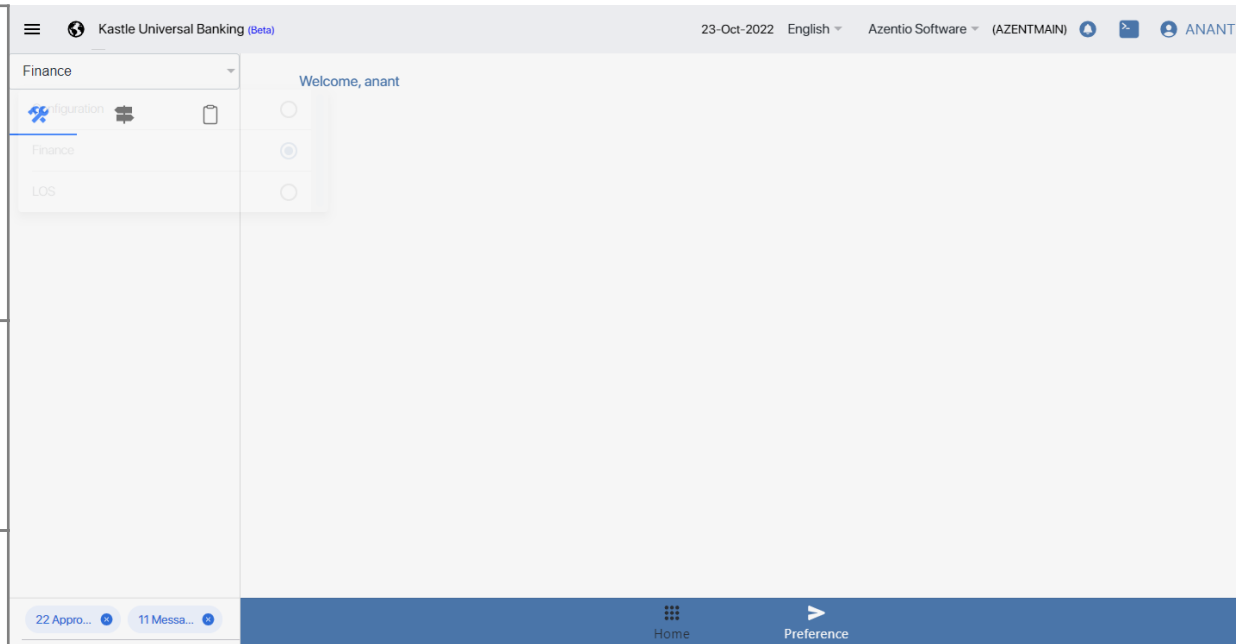 Kastle Universal Banking (Beta) 23-Oct-2022 English Azentio Software (AZENTMAIN) ANANT
Finance
Welcome, anant
Configuration
Finance
LOS
22 Appro... 11 Messa...
Home Preference